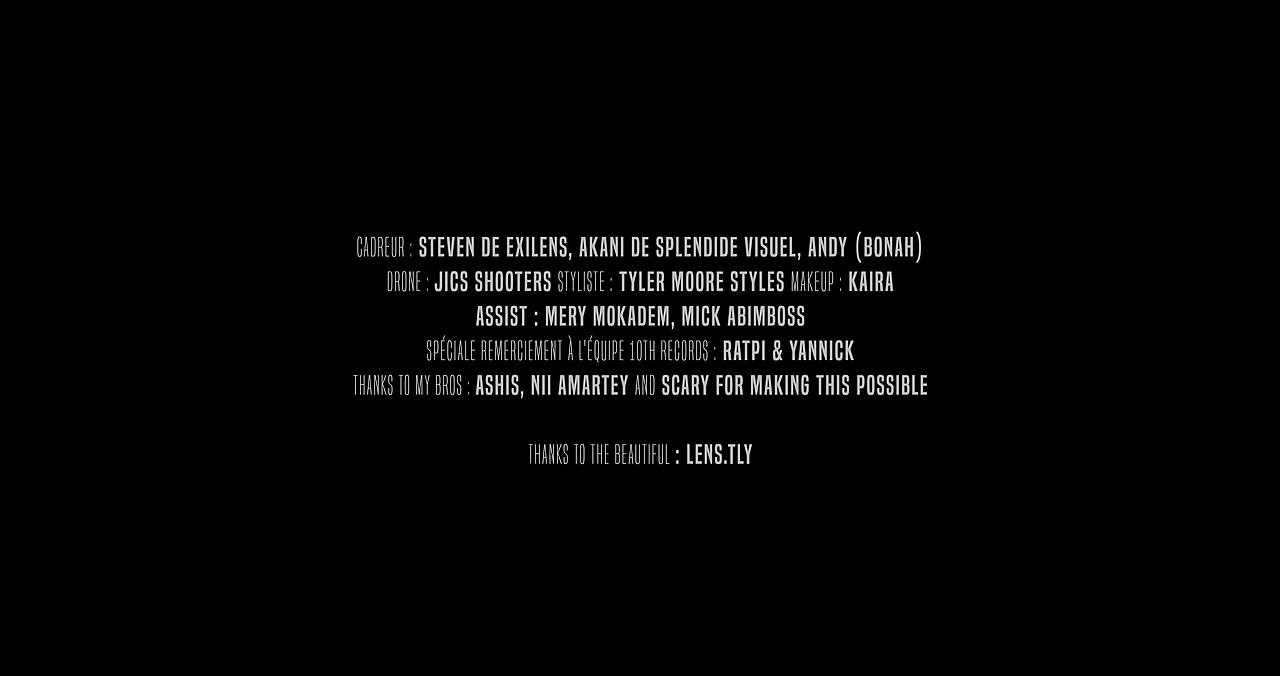 CADREUR : STEVEN DE EXILENS, AKANI DE SPLENDIDE VISUEL, ANDY (BONAH)
DRONE : JICS SHOOTERS STYLISTE : TYLER MOORE STYLES MAKEUP : KAIRA
ASSIST : MERY MOKADEM, MICK ABIMBOSS
SPÉCIALE REMERCIEMENT À L'ÉQUIPE 10TH RECORDS : RATPI & YANNICK
THANKS TO MY BROS : ASHIS, NII AMARTEY AND SCARY FOR MAKING THIS POSSIBLE
THANKS TO THE BEAUTIFUL : LENS.TLY